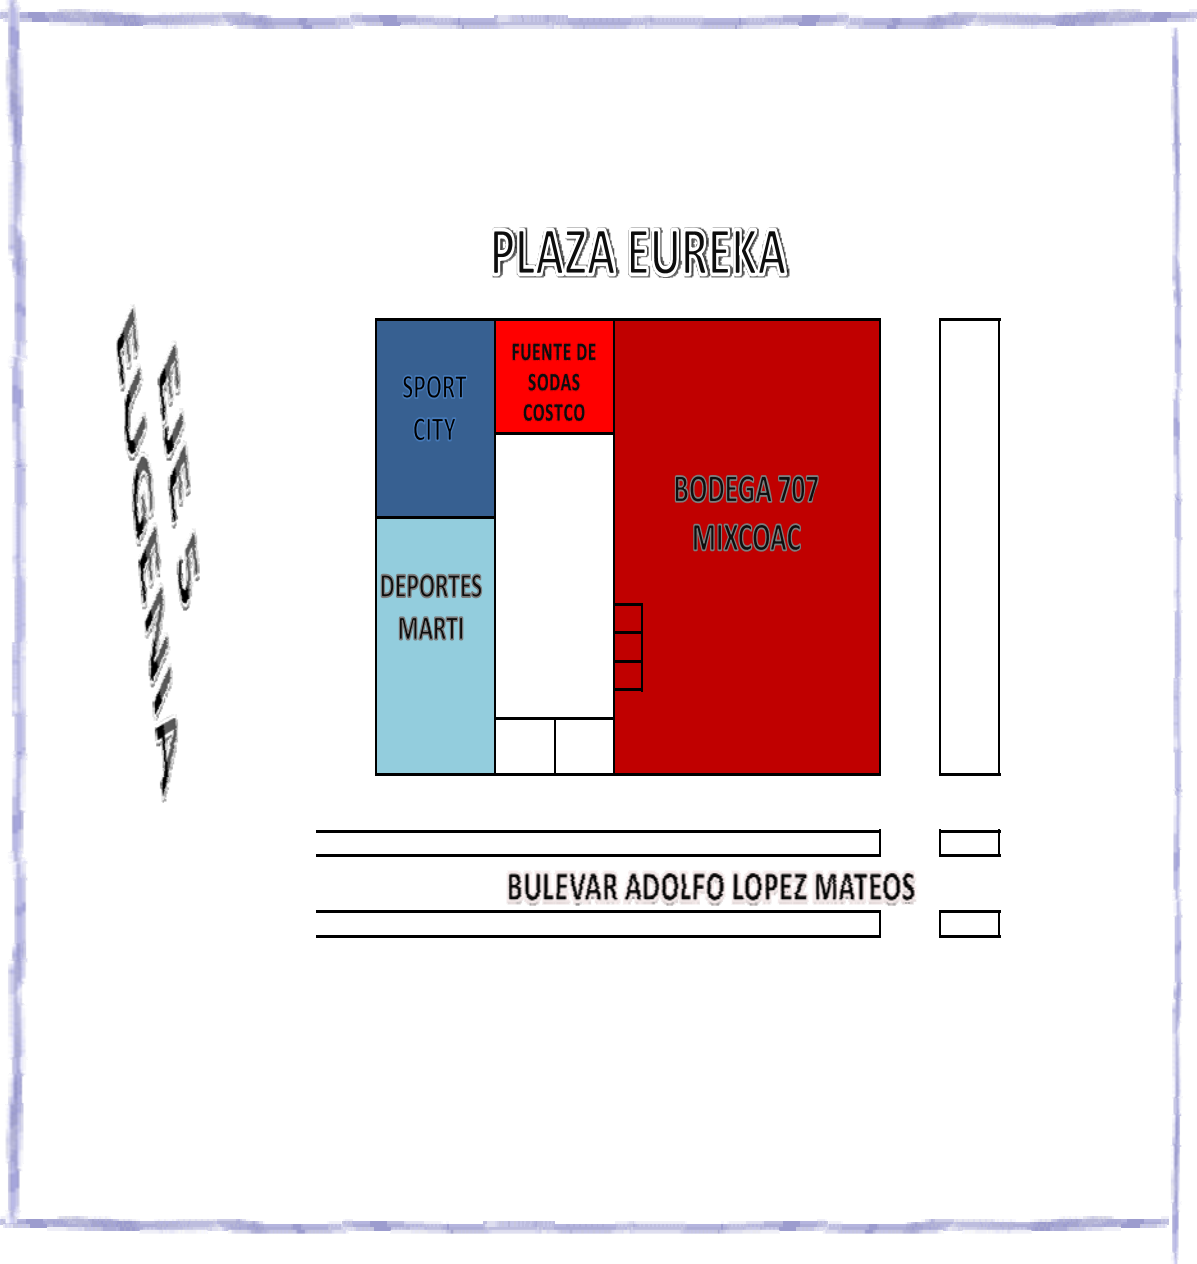 PLAZA EUREKA
EJE 5
EUGENIA
SPORT
CITY
FUENTE DE
SODAS
COSTCO
BODEGA 707
MIXCOAC
DEPORTES
MARTI
BULEVAR ADOLFO LOPEZ MATEOS